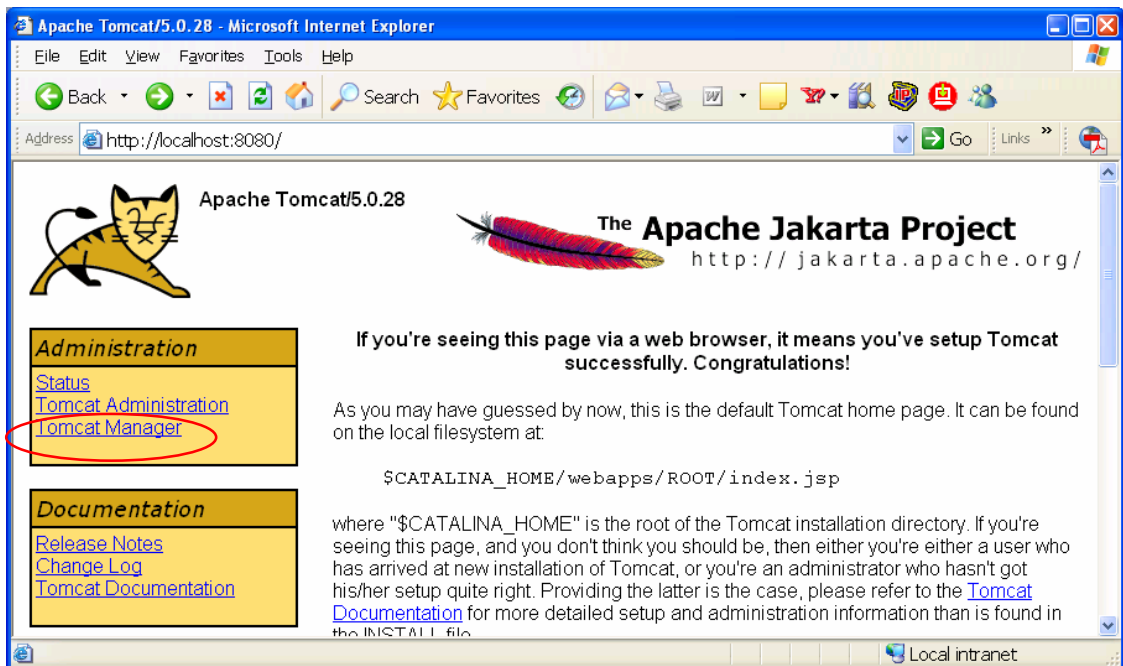 Apache Tomcat/5.0.28 - Microsoft Internet Explorer
File Edit View Favorites Tools Help
Back Search Favorites
Address http://localhost:8080/ Go Links »
Apache Tomcat/5.0.28
The Apache Jakarta Project
http://jakarta.apache.org/
Administration
Status
Tomcat Administration
Tomcat Manager
Documentation
Release Notes
Change Log
Tomcat Documentation
If you're seeing this page via a web browser, it means you've setup Tomcat
successfully. Congratulations!
As you may have guessed by now, this is the default Tomcat home page. It can be found
on the local filesystem at:
$CATALINA_HOME/webapps/ROOT/index.jsp
where "$CATALINA_HOME" is the root of the Tomcat installation directory. If you're
seeing this page, and you don't think you should be, then either you're either a user who
has arrived at new installation of Tomcat, or you're an administrator who hasn't got
his/her setup quite right. Providing the latter is the case, please refer to the Tomcat
Documentation for more detailed setup and administration information than is found in
the INSTALL file.
Local intranet